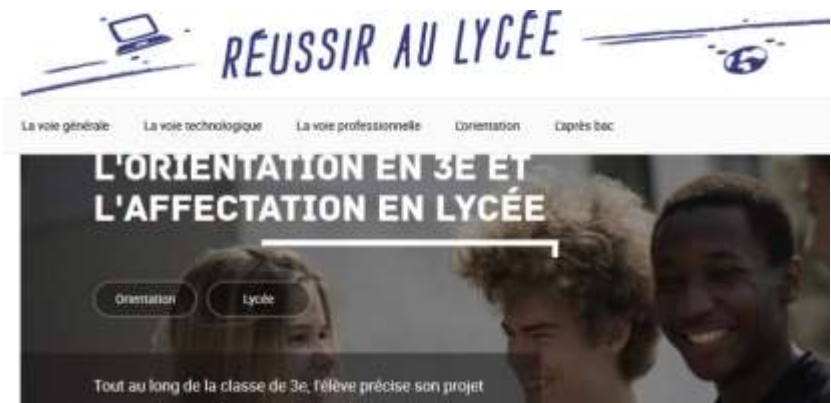 RÉUSSIR AU LYCÉE
La voie générale La voie technologique La voie professionnelle L'orientation L'après bac
L'ORIENTATION EN 3E ET
L'AFFECTATION EN LYCÉE
Orientation Lycée
Tout au long de la classe de 3e, l'élève précise son projet